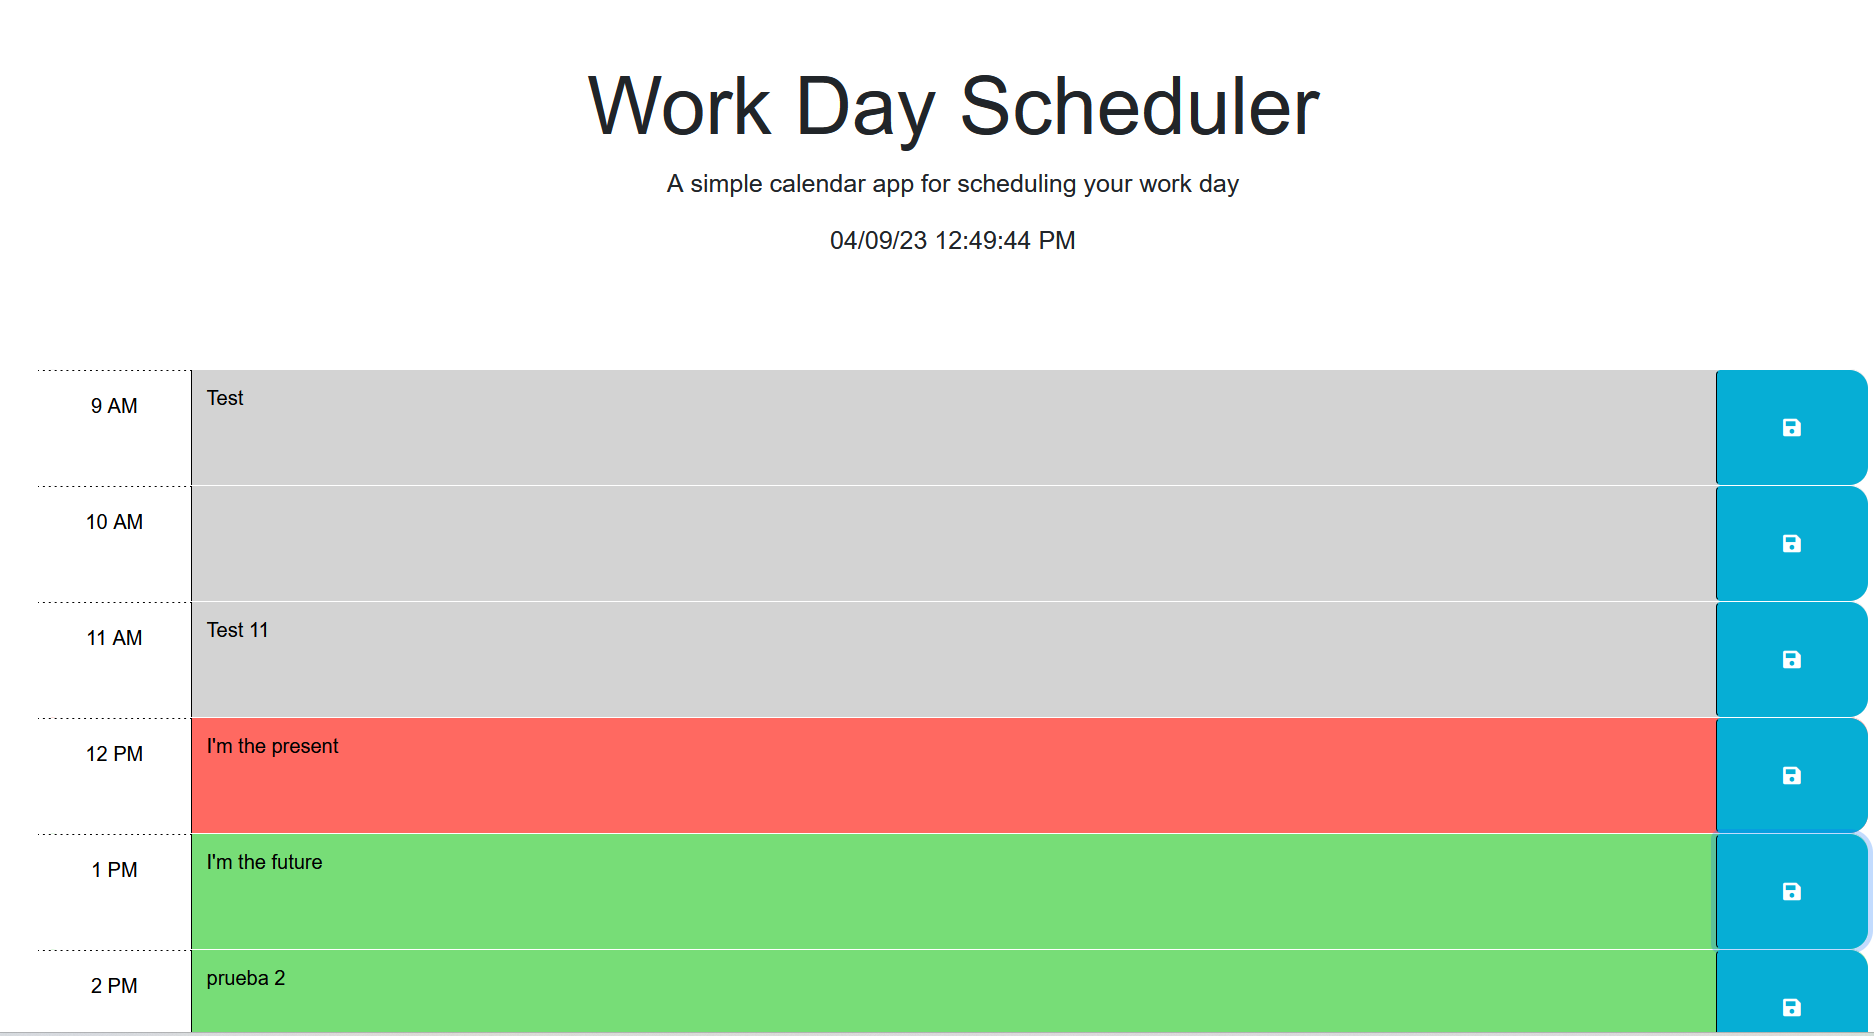 Work Day Scheduler
A simple calendar app for scheduling your work day
04/09/23 12:49:44 PM
9 AM
Test
10 AM
11 AM
Test 11
12 PM
I'm the present
1 PM
I'm the future
2 PM
prueba 2